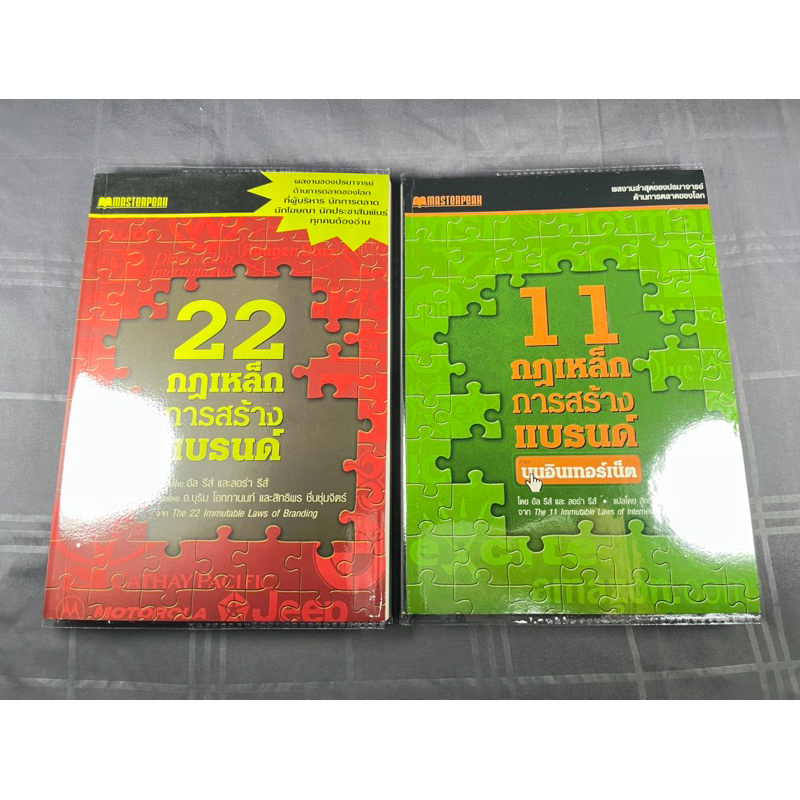 MASTERPEAK
ผลงานของปรมาจารย์
ด้านการตลาดของโลก
ที่ผู้บริหาร นักการตลาด
นักโฆษณา นักประชาสัมพันธ์
ทุกคนต้องอ่าน
22
กฎเหล็ก
การสร้าง
แบรนด์
โดย อัล รีส์ และลอร่า รีส์
อ.บุริม โอทกานนท์ และสิทธิพร ชื่นชุ่มจิตร์
จาก The 22 Immutable Laws of Branding
CATHAY PACIFIC
MOTOROLA Jeep
MASTERPEAK
ผลงานล่าสุดของปรมาจารย์
ด้านการตลาดของโลก
11
กฎเหล็ก
การสร้าง
แบรนด์
บนอินเทอร์เน็ต
โดย อัล รีส์ และ ลอร่า รีส์ • แปลโดย
จาก The 11 Immutable Laws of Internet
excite
amazon.com